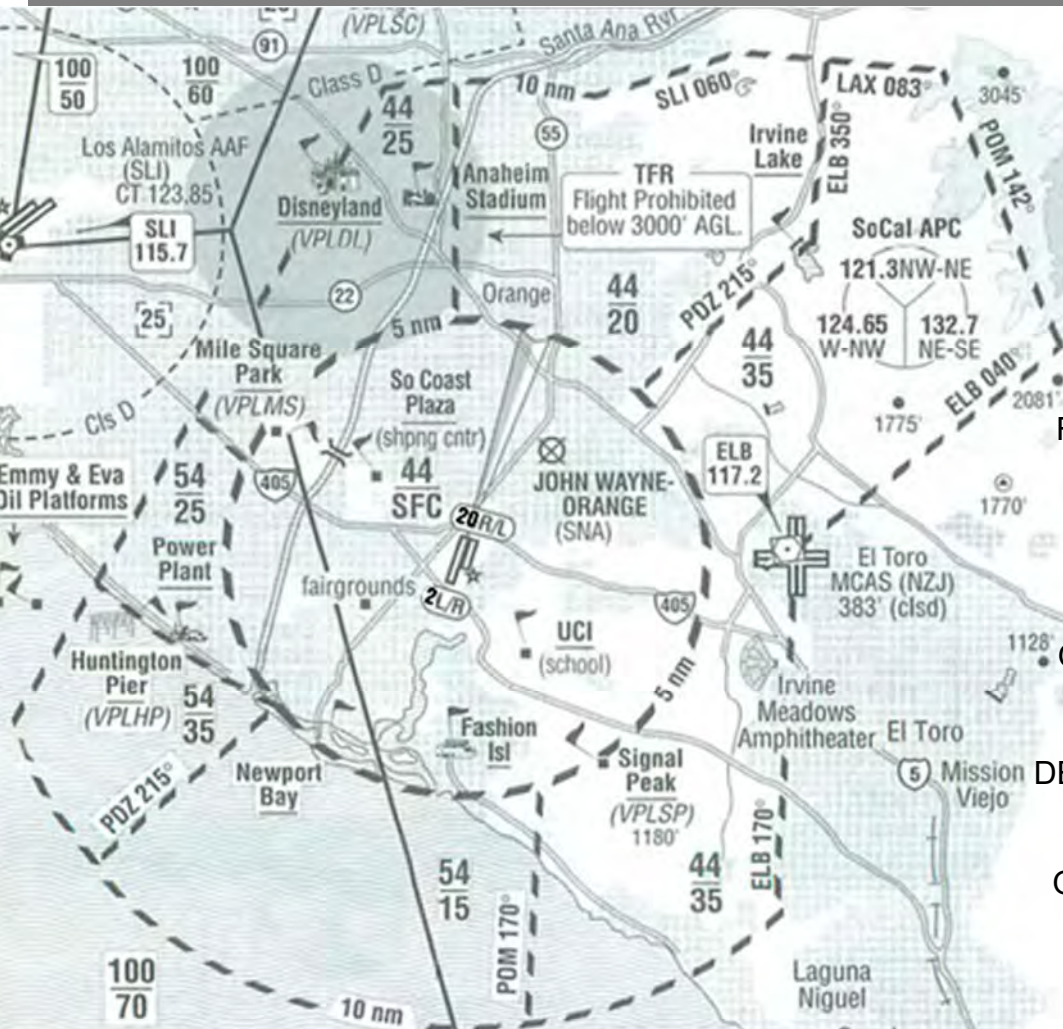 (VPLSC)
91
Santa Ana Rvr
100
50
100
60
Class D
44
25
10 nm
SLI 060°
LAX 083°
3045'
POM 142°
Los Alamitos AAF
(SLI)
CT 123.85
SLI
115.7
Disneyland
(VPLDL)
Anaheim
Stadium
55
TFR
Flight Prohibited
below 3000' AGL.
Irvine
Lake
ELB 350°
SoCal APC
121.3NW-NE
124.65
W-NW
132.7
NE-SE
22
Orange
44
20
PDZ 215°
[25]
5 nm
Mile Square
Park
(VPLMS)
Cls D
So Coast
Plaza
(shpng cntr)
44
SFC
44
35
ELB 040°
2081'
1775'
1770'
Emmy & Eva
Oil Platforms
54
25
405
20R/L
2L/R
JOHN WAYNE-
ORANGE
(SNA)
ELB
117.2
El Toro
MCAS (NZJ)
383' (clsd)
Power
Plant
fairgrounds
405
UCI
(school)
1128'
Huntington
Pier
(VPLHP)
54
35
5 nm
Irvine
Meadows
Amphitheater
El Toro
Newport
Bay
Fashion
Isl
Signal
Peak
(VPLSP)
1180'
5
Mission
Viejo
DE
PDZ 215°
54
15
POM 170°
44
35
ELB 170°
100
70
10 nm
Laguna
Niguel